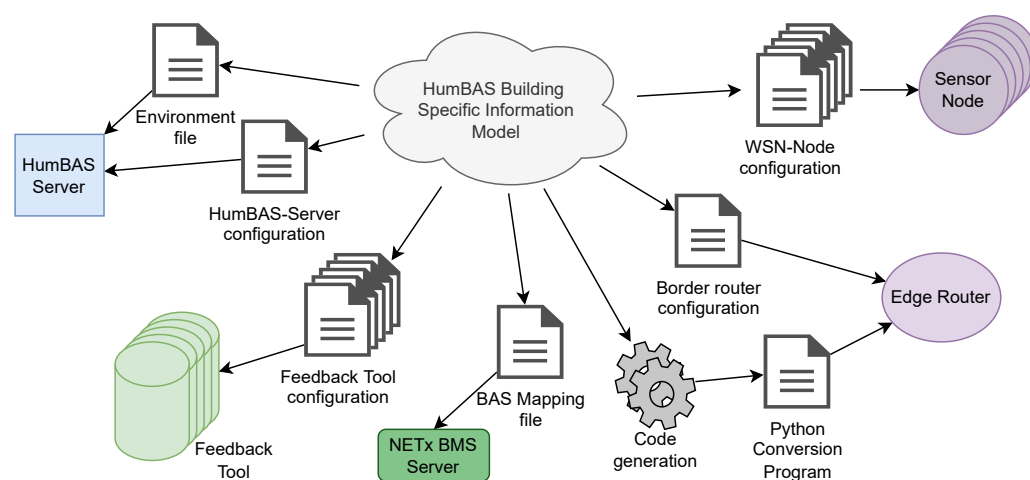 HumBAS Building
Specific Information
Model
Environment
file
HumBAS
Server
HumBAS-Server
configuration
WSN-Node
configuration
Sensor
Node
Border router
configuration
Edge Router
Feedback Tool
configuration
Feedback
Tool
BAS Mapping
file
NETx BMS
Server
Code
generation
Python
Conversion
Program